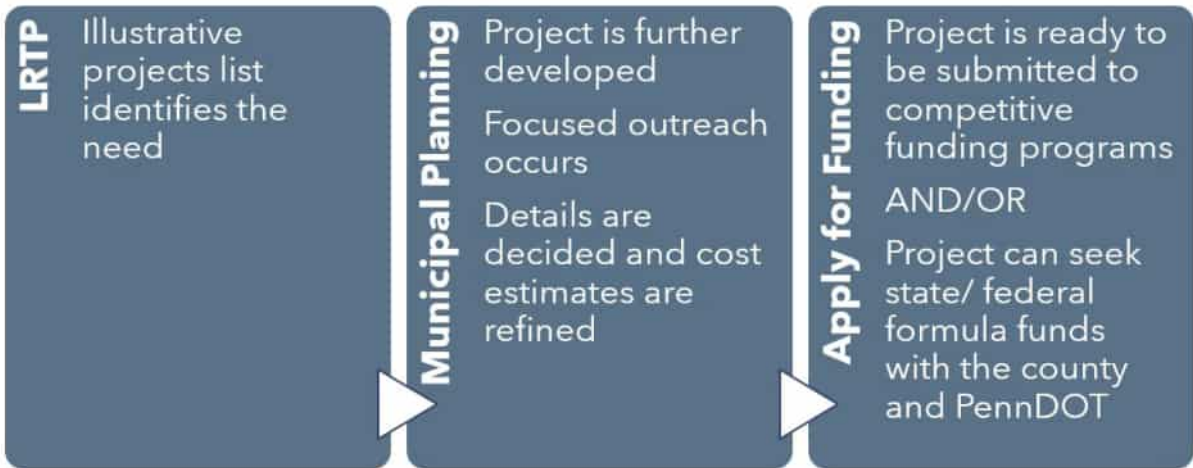 LRTP
Illustrative
projects list
identifies the
need
Municipal Planning
Project is further
developed
Focused outreach
occurs
Details are
decided and cost
estimates are
refined
Apply for Funding
Project is ready to
be submitted to
competitive
funding programs
AND/OR
Project can seek
state/ federal
formula funds
with the county
and PennDOT